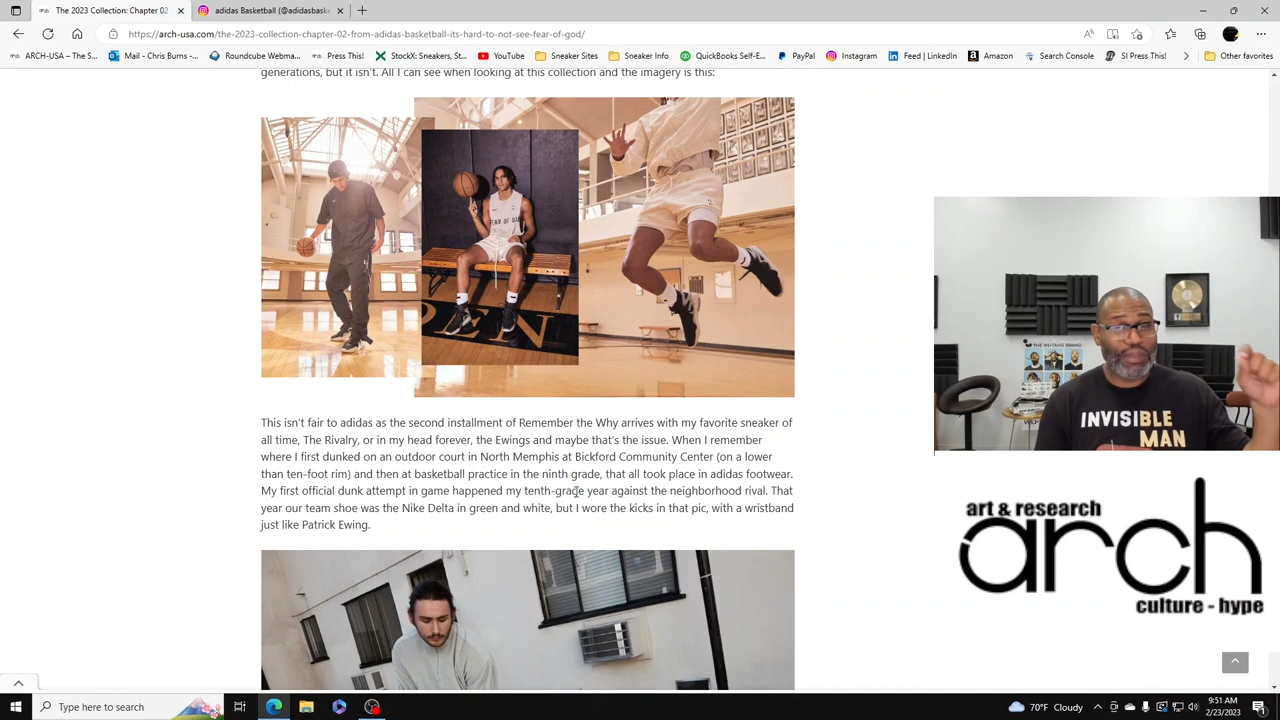 The 2023 Collection: Chapter 02
adidas Basketball (@adidasbaske
https://arch-usa.com/the-2023-collection-chapter-02-from-adidas-basketball-its-hard-to-not-see-fear-of-god/
ARCH-USA – The S...
Mail - Chris Burns -...
Roundcube Webma...
Press This!
StockX: Sneakers, St...
YouTube
Sneaker Sites
Sneaker Info
QuickBooks Self-E...
PayPal
Instagram
Feed | LinkedIn
Amazon
Search Console
SI Press This!
Other favorites
generations, but it isn't. All I can see when looking at this collection and the imagery is this:
FEAR OF GOD
DEN
This isn't fair to adidas as the second installment of Remember the Why arrives with my favorite sneaker of
all time, The Rivalry, or in my head forever, the Ewings and maybe that's the issue. When I remember
where I first dunked on an outdoor court in North Memphis at Bickford Community Center (on a lower
than ten-foot rim) and then at basketball practice in the ninth grade, that all took place in adidas footwear.
My first official dunk attempt in game happened my tenth-grade year against the neighborhood rival. That
year our team shoe was the Nike Delta in green and white, but I wore the kicks in that pic, with a wristband
just like Patrick Ewing.
THE WU-TANG BRAND
INVISIBLE
MAN
art & research
arch
culture - hype
Type here to search
70°F Cloudy
9:51 AM
2/23/2023